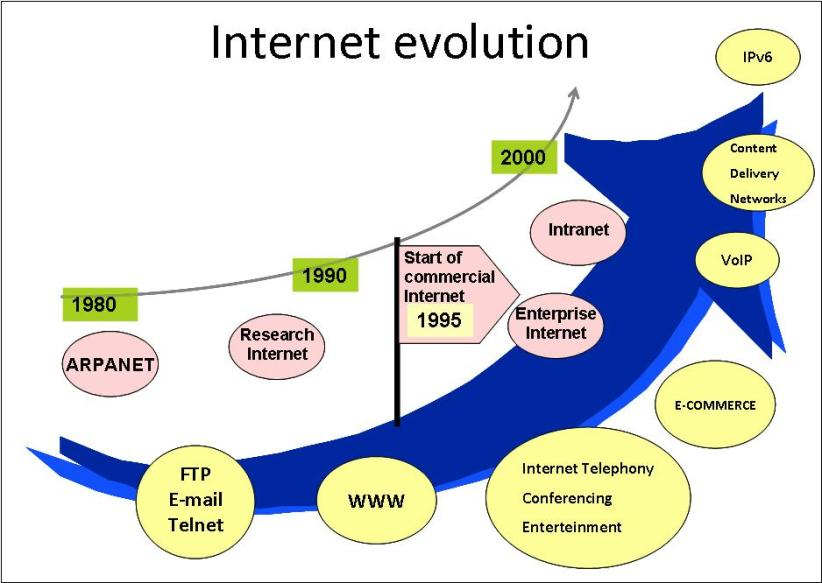 Internet evolution
IPv6
2000
Content
Delivery
Networks
Intranet
VoIP
Start of
commercial
Internet
1995
1990
1980
Enterprise
Internet
Research
Internet
ARPANET
E-COMMERCE
FTP
E-mail
Telnet
WWW
Internet Telephony
Conferencing
Enterteinment